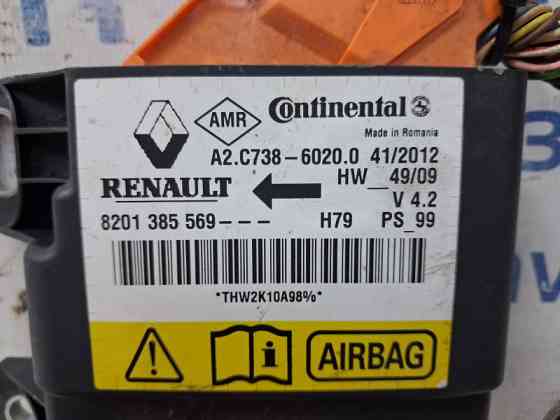 AMR Continental
Made in Romania
A2.C738-6020.0 41/2012
RENAULT HW__49/09
V 4.2
8201 385 569--- H79 PS_99
*THW2K10A98%*
AIRBAG